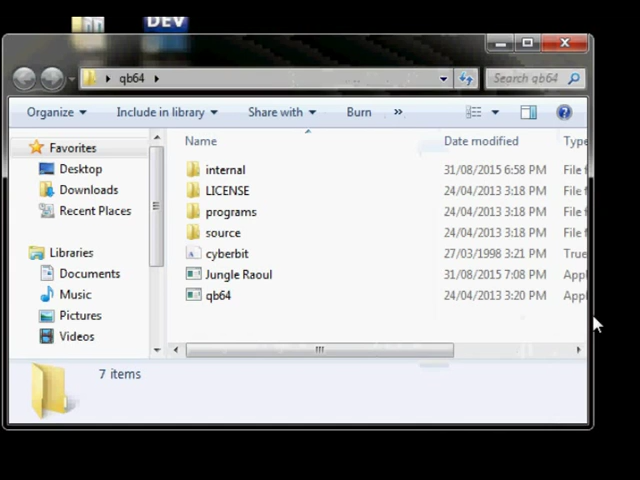 DEV
qb64
Search qb64
Organize Include in library Share with Burn »
Name Date modified Type
Favorites
Desktop
Downloads
Recent Places
Libraries
Documents
Music
Pictures
Videos
internal 31/08/2015 6:58 PM File f
LICENSE 24/04/2013 3:18 PM File f
programs 24/04/2013 3:18 PM File f
source 24/04/2013 3:18 PM File f
cyberbit 27/03/1998 3:21 PM True
Jungle Raoul 31/08/2015 7:08 PM Appl
qb64 24/04/2013 3:20 PM Appl
7 items